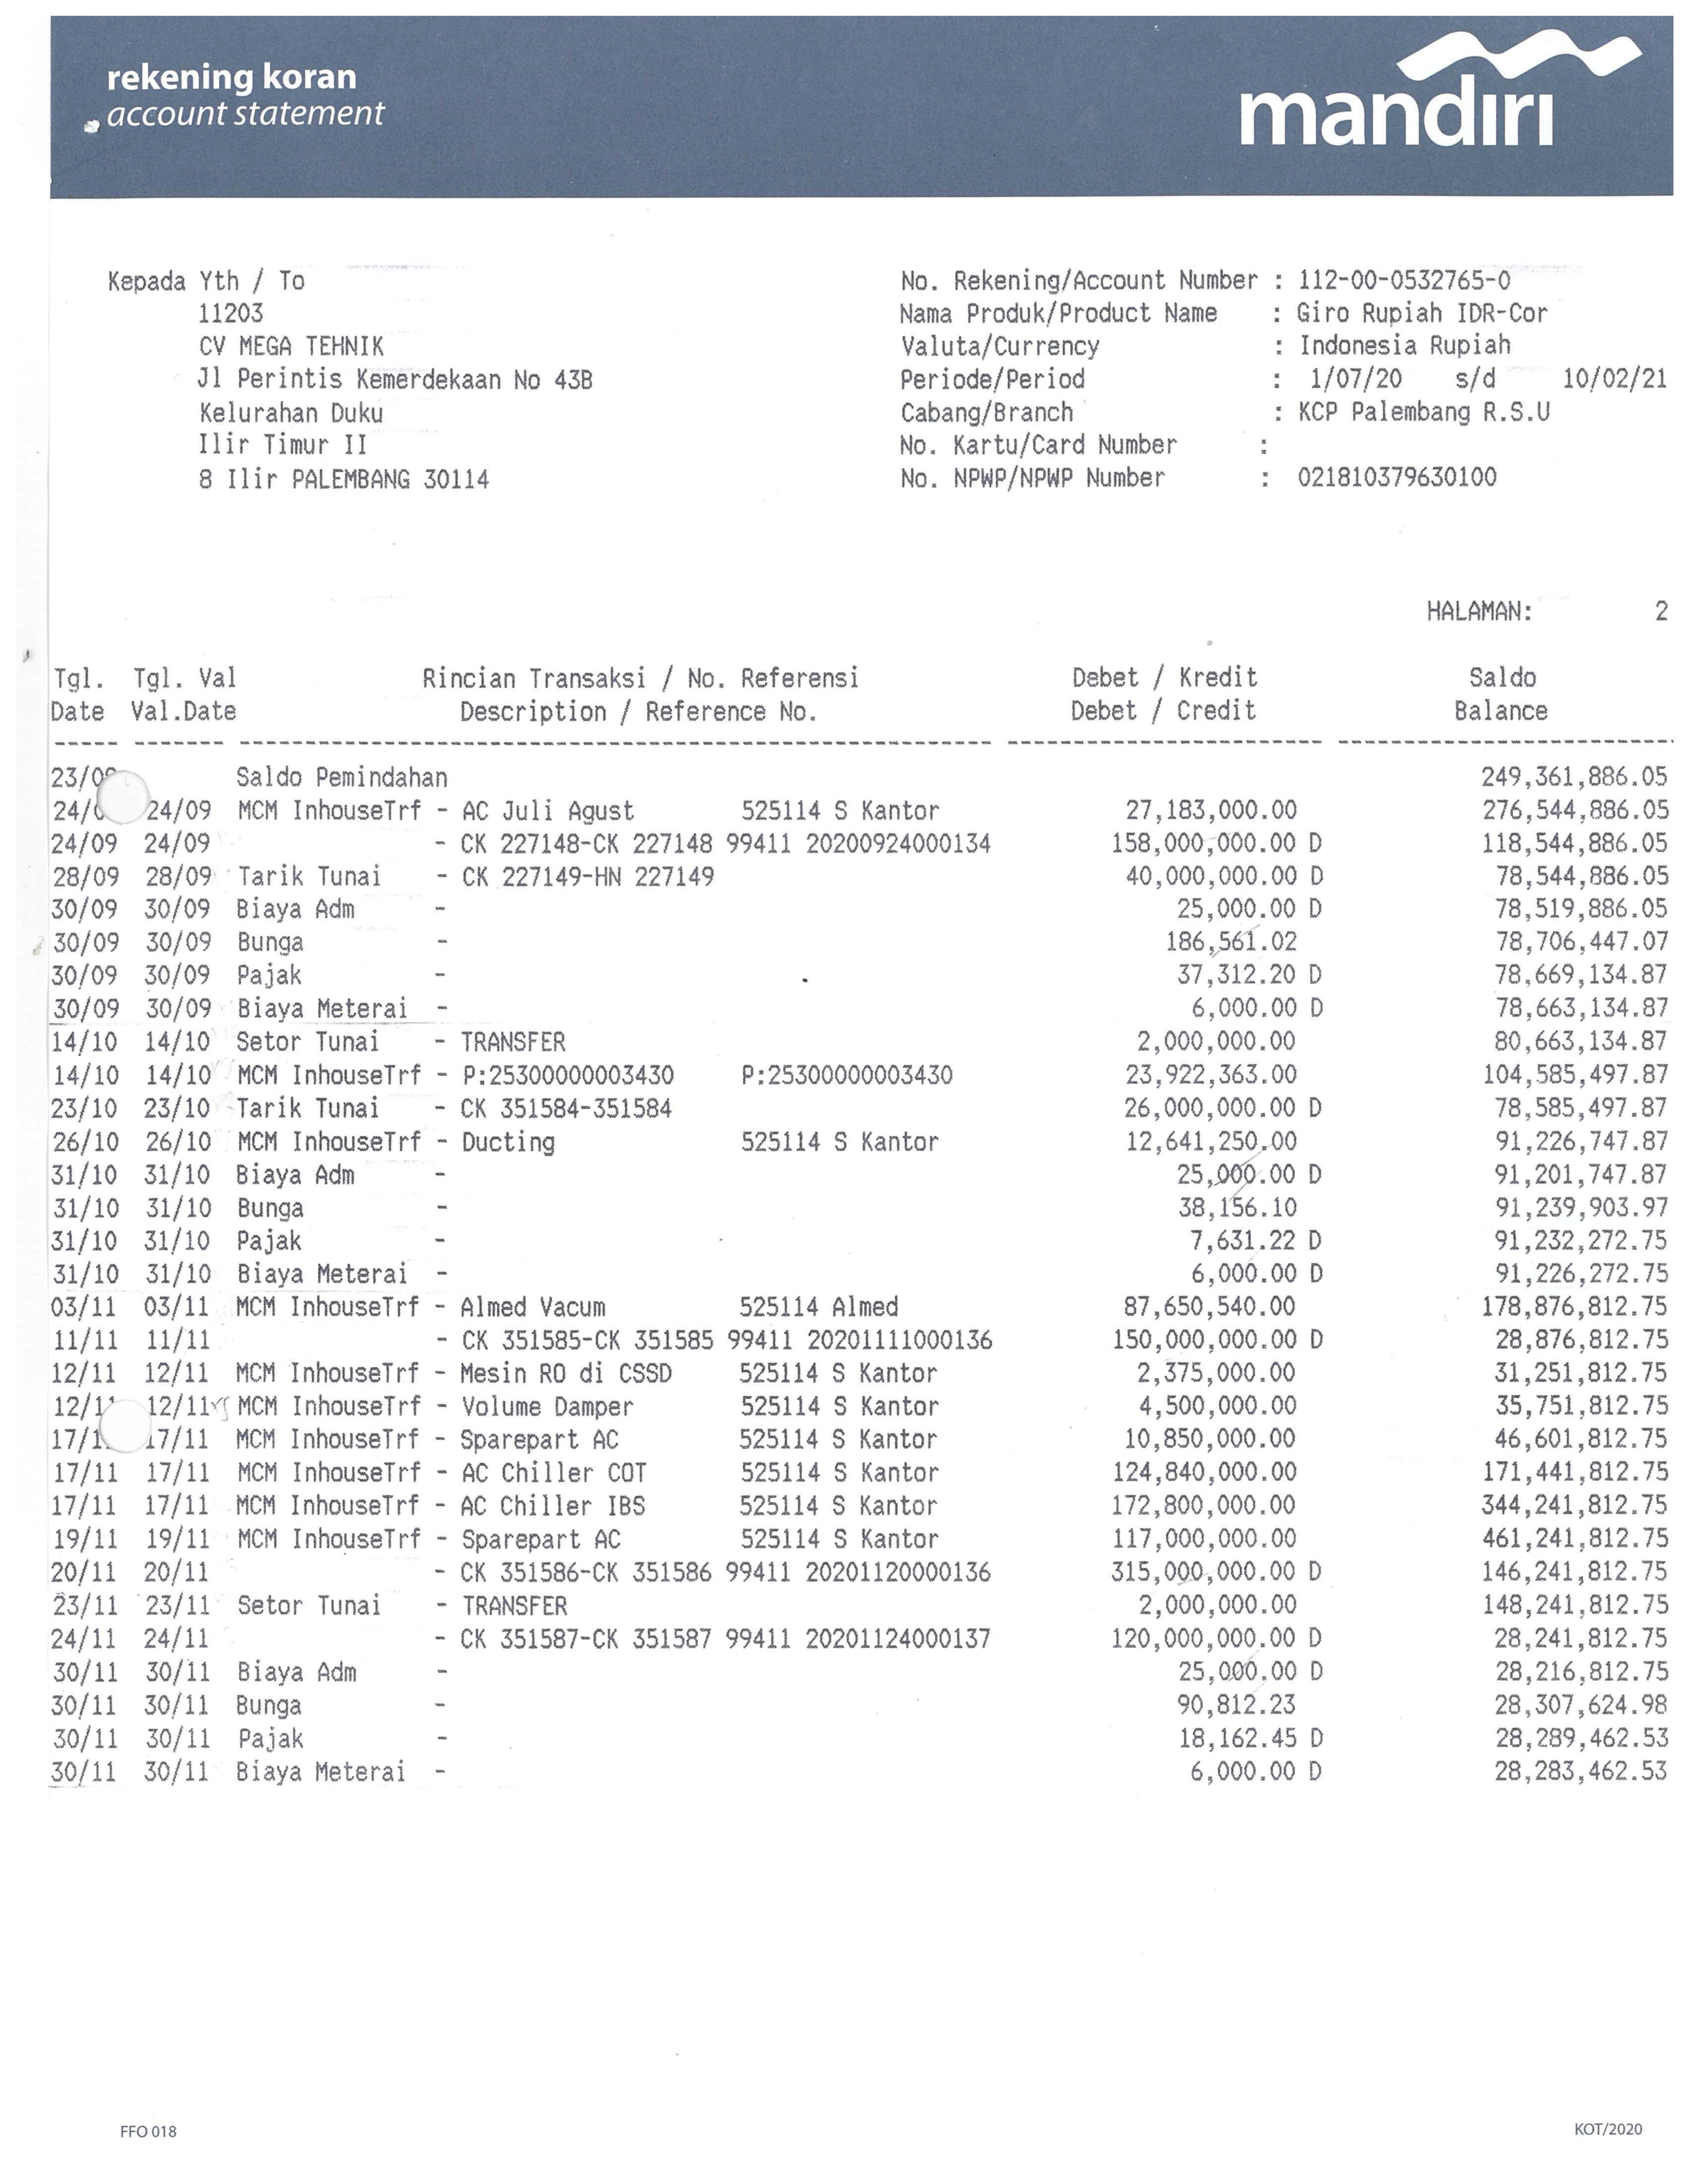 rekening koran
account statement
mandiri
Kepada Yth / To
11203
CV MEGA TEHNIK
Jl Perintis Kemerdekaan No 43B
Kelurahan Duku
Ilir Timur II
8 Ilir PALEMBANG 30114
No. Rekening/Account Number : 112-00-0532765-0
Nama Produk/Product Name : Giro Rupiah IDR-Cor
Valuta/Currency : Indonesia Rupiah
Periode/Period : 1/07/20 s/d 10/02/21
Cabang/Branch : KCP Palembang R.S.U
No. Kartu/Card Number :
No. NPWP/NPWP Number : 021810379630100
HALAMAN: 2
Tgl. Tgl. Val Rincian Transaksi / No. Referensi Debet / Kredit Saldo
Date Val.Date Description / Reference No. Debet / Credit Balance
23/0 Saldo Pemindahan 249,361,886.05
24/ 24/09 MCM InhouseTrf - AC Juli Agust 525114 S Kantor 27,183,000.00 276,544,886.05
24/09 24/09 - CK 227148-CK 227148 99411 20200924000134 158,000,000.00 D 118,544,886.05
28/09 28/09 Tarik Tunai - CK 227149-HN 227149 40,000,000.00 D 78,544,886.05
30/09 30/09 Biaya Adm - 25,000.00 D 78,519,886.05
30/09 30/09 Bunga - 186,561.02 78,706,447.07
30/09 30/09 Pajak - 37,312.20 D 78,669,134.87
30/09 30/09 Biaya Meterai - 6,000.00 D 78,663,134.87
14/10 14/10 Setor Tunai - TRANSFER 2,000,000.00 80,663,134.87
14/10 14/10 MCM InhouseTrf - P:25300000003430 P:25300000003430 23,922,363.00 104,585,497.87
23/10 23/10 Tarik Tunai - CK 351584-351584 26,000,000.00 D 78,585,497.87
26/10 26/10 MCM InhouseTrf - Ducting 525114 S Kantor 12,641,250.00 91,226,747.87
31/10 31/10 Biaya Adm - 25,000.00 D 91,201,747.87
31/10 31/10 Bunga - 38,156.10 91,239,903.97
31/10 31/10 Pajak - 7,631.22 D 91,232,272.75
31/10 31/10 Biaya Meterai - 6,000.00 D 91,226,272.75
03/11 03/11 MCM InhouseTrf - Almed Vacum 525114 Almed 87,650,540.00 178,876,812.75
11/11 11/11 - CK 351585-CK 351585 99411 20201111000136 150,000,000.00 D 28,876,812.75
12/11 12/11 MCM InhouseTrf - Mesin RO di CSSD 525114 S Kantor 2,375,000.00 31,251,812.75
12/11 12/11 MCM InhouseTrf - Volume Damper 525114 S Kantor 4,500,000.00 35,751,812.75
17/1 17/11 MCM InhouseTrf - Sparepart AC 525114 S Kantor 10,850,000.00 46,601,812.75
17/11 17/11 MCM InhouseTrf - AC Chiller COT 525114 S Kantor 124,840,000.00 171,441,812.75
17/11 17/11 MCM InhouseTrf - AC Chiller IBS 525114 S Kantor 172,800,000.00 344,241,812.75
19/11 19/11 MCM InhouseTrf - Sparepart AC 525114 S Kantor 117,000,000.00 461,241,812.75
20/11 20/11 - CK 351586-CK 351586 99411 20201120000136 315,000,000.00 D 146,241,812.75
23/11 23/11 Setor Tunai - TRANSFER 2,000,000.00 148,241,812.75
24/11 24/11 - CK 351587-CK 351587 99411 20201124000137 120,000,000.00 D 28,241,812.75
30/11 30/11 Biaya Adm - 25,000.00 D 28,216,812.75
30/11 30/11 Bunga - 90,812.23 28,307,624.98
30/11 30/11 Pajak - 18,162.45 D 28,289,462.53
30/11 30/11 Biaya Meterai - 6,000.00 D 28,283,462.53
FFO 018
KOT/2020